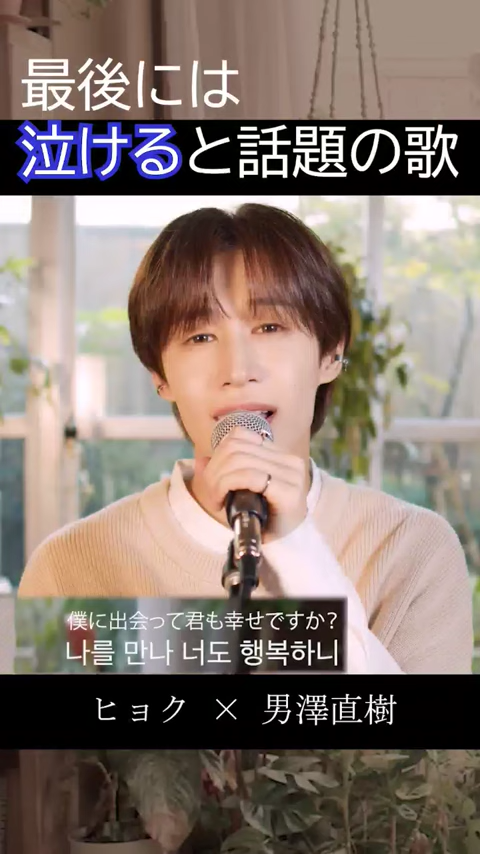 最後には
泣けると話題の歌
僕に出会って君も幸せですか?
나를 만나 너도 행복하니
ヒョク × 男澤直樹